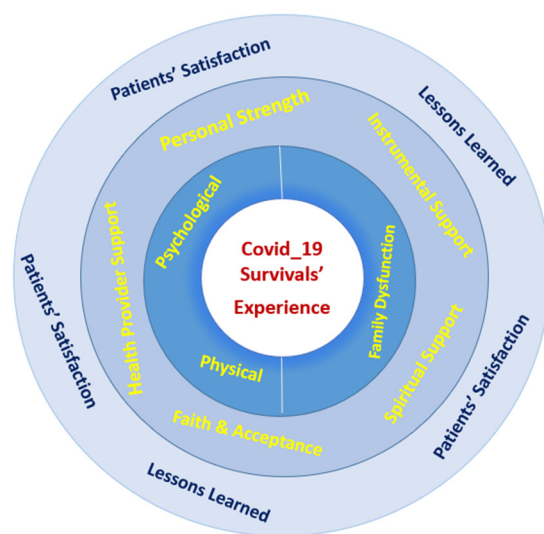 Patients' Satisfaction
Lessons Learned
Patients' Satisfaction
Lessons Learned
Patients' Satisfaction
Personal Strength
Instrumental Support
Spiritual Support
Faith & Acceptance
Health Provider Support
Psychological
Family Dysfunction
Physical
Covid_19
Survivals'
Experience